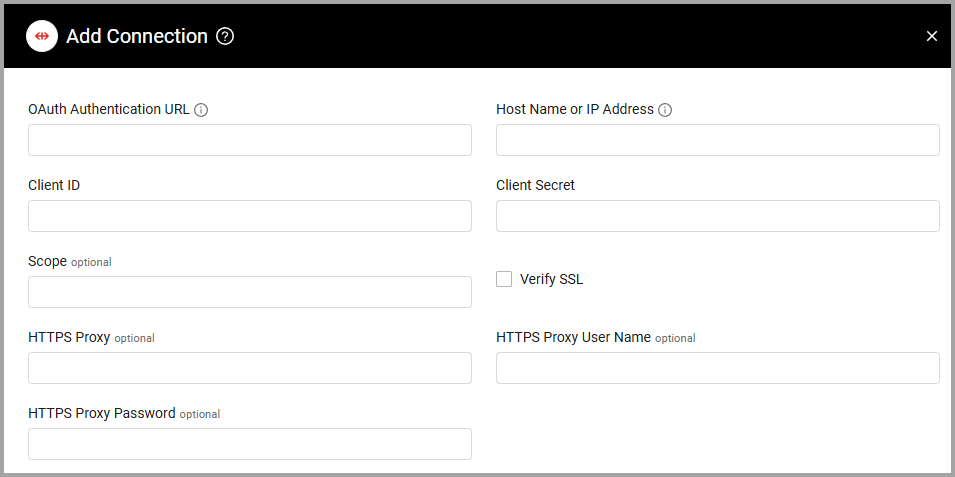 Add Connection
OAuth Authentication URL
Host Name or IP Address
Client ID
Client Secret
Scope optional
Verify SSL
HTTPS Proxy optional
HTTPS Proxy User Name optional
HTTPS Proxy Password optional